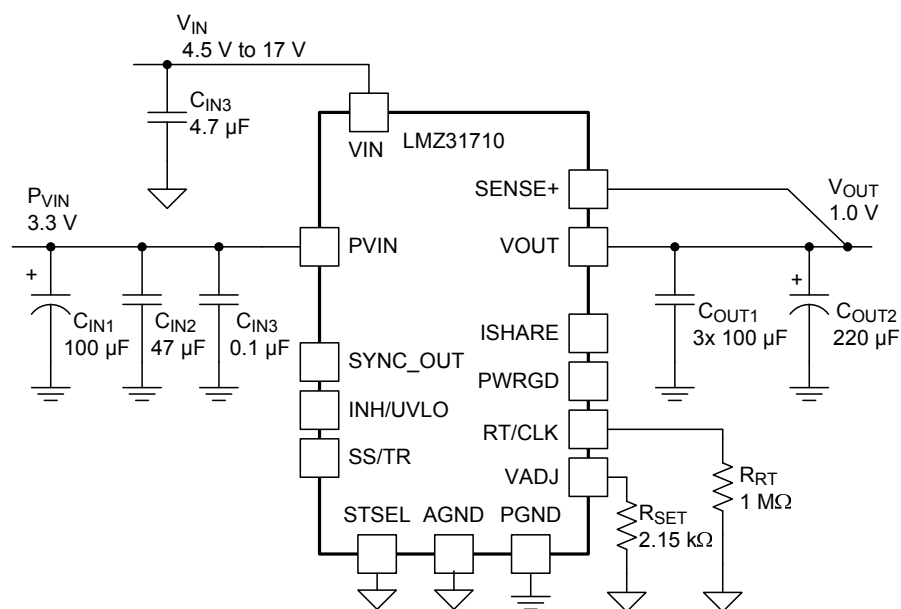 VIN
4.5 V to 17 V
CIN3
4.7 µF
LMZ31710
VIN
SENSE+
VOUT
1.0 V
PVIN
3.3 V
PVIN
VOUT
+
+
CIN1
100 µF
CIN2
47 µF
CIN3
0.1 µF
COUT1
3x 100 µF
COUT2
220 µF
ISHARE
SYNC_OUT
PWRGD
INH/UVLO
RT/CLK
SS/TR
VADJ
RRT
1 MΩ
STSEL
AGND
PGND
RSET
2.15 kΩ